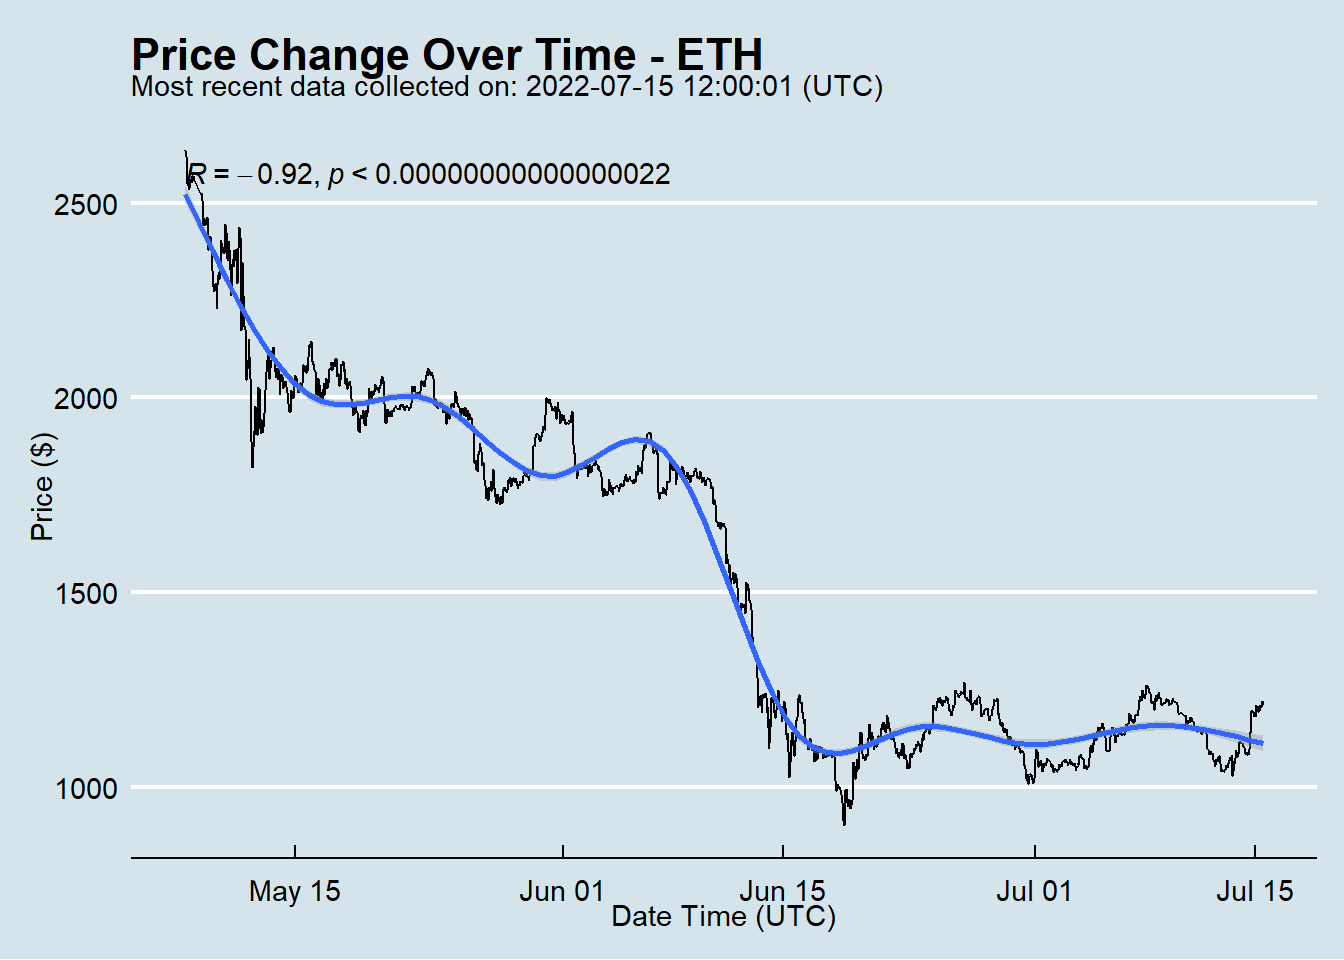 Price Change Over Time - ETH
Most recent data collected on: 2022-07-15 12:00:01 (UTC)
R = −0.92, p < 0.00000000000000022
2500
2000
1500
1000
Price ($)
May 15 Jun 01 Jun 15 Jul 01 Jul 15
Date Time (UTC)